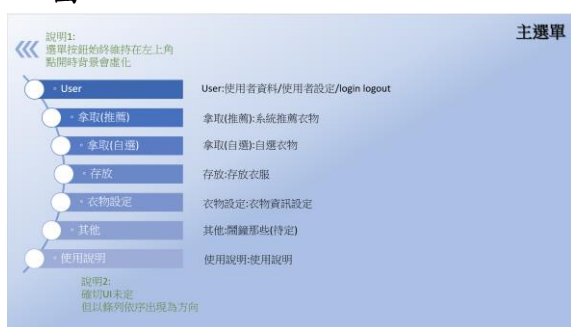 主選單
說明1:
選單按鈕始終維持在左上角
點開時背景會虛化
User
User:使用者資料/使用者設定/login logout
拿取(推薦)
拿取(推薦):系統推薦衣物
拿取(自選)
拿取(自選):自選衣物
存放
存放:存放衣服
衣物設定
衣物設定:衣物資訊設定
其他
其他:鬧鐘那些(待定)
使用說明
使用說明:使用說明
說明2:
確切UI未定
但以條列依序出現為方向